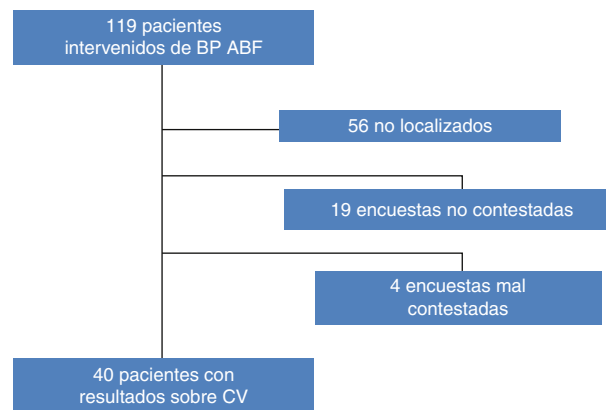 119 pacientes
intervenidos de BP ABF
56 no localizados
19 encuestas no contestadas
4 encuestas mal
contestadas
40 pacientes con
resultados sobre CV